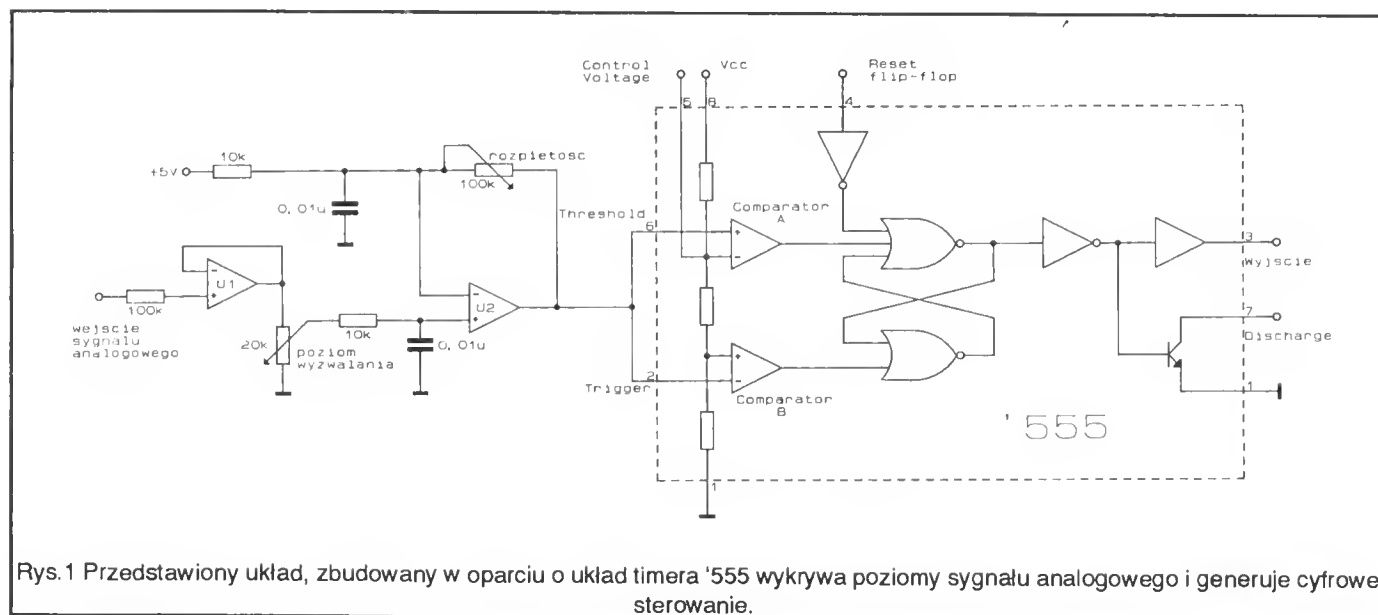 Control
Voltage
Vcc
Reset
flip-flop
5
8
4
10k
+5V
rozpietosc
100k
0,01u
Threshold
6
Comparator
A
3
Wyjscie
U1
100k
wejscie
sygnalu
analogowego
20k
poziom
wyzwalania
10k
U2
0,01u
Trigger
2
Comparator
B
7
Discharge
1
'555
1
Rys.1 Przedstawiony układ, zbudowany w oparciu o układ timera '555 wykrywa poziomy sygnału analogowego i generuje cyfrowe
sterowanie.